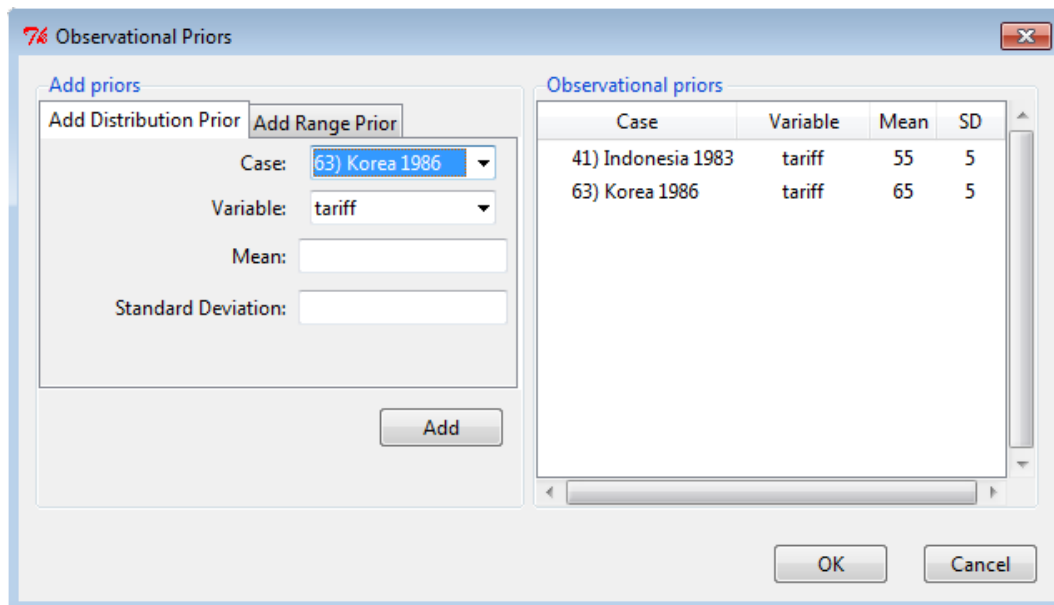 Observational Priors
Add priors
Add Distribution Prior Add Range Prior
Case: 63) Korea 1986
Variable: tariff
Mean:
Standard Deviation:
Add
Observational priors
Case Variable Mean SD
41) Indonesia 1983 tariff 55 5
63) Korea 1986 tariff 65 5
OK Cancel